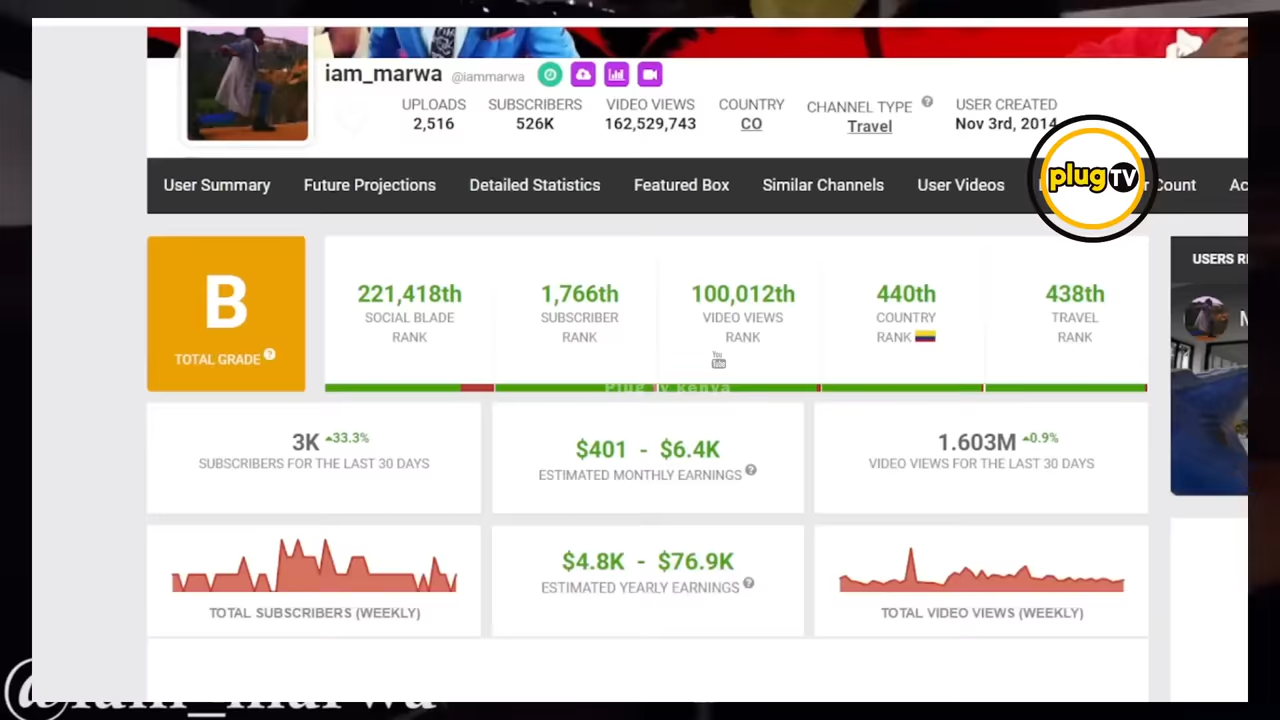 iam_marwa @iammarwa
UPLOADS SUBSCRIBERS VIDEO VIEWS COUNTRY CHANNEL TYPE USER CREATED
2,516 526K 162,529,743 CO Travel Nov 3rd, 2014
User Summary Future Projections Detailed Statistics Featured Box Similar Channels User Videos Count
plug TV
B
TOTAL GRADE
221,418th 1,766th 100,012th 440th 438th
SOCIAL BLADE SUBSCRIBER VIDEO VIEWS COUNTRY TRAVEL
RANK RANK RANK RANK RANK
You
Tube
Plug Tv Kenya
3K 33.3%
SUBSCRIBERS FOR THE LAST 30 DAYS
$401 - $6.4K
ESTIMATED MONTHLY EARNINGS
1.603M 0.9%
VIDEO VIEWS FOR THE LAST 30 DAYS
TOTAL SUBSCRIBERS (WEEKLY)
$4.8K - $76.9K
ESTIMATED YEARLY EARNINGS
TOTAL VIDEO VIEWS (WEEKLY)
USERS